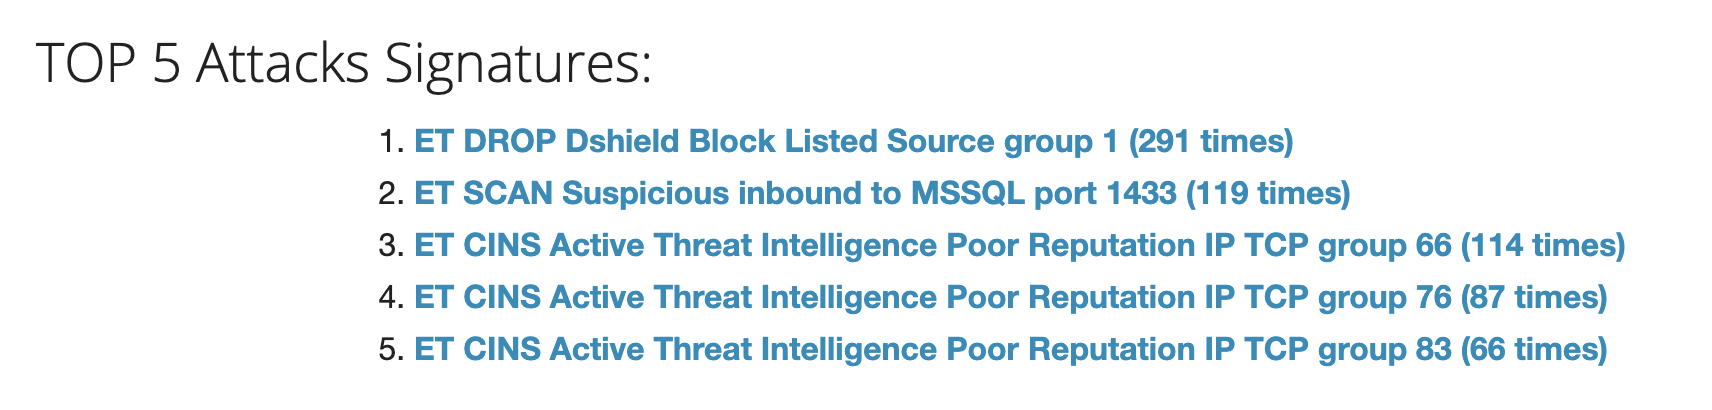 TOP 5 Attacks Signatures:
1. ET DROP Dshield Block Listed Source group 1 (291 times)
2. ET SCAN Suspicious inbound to MSSQL port 1433 (119 times)
3. ET CINS Active Threat Intelligence Poor Reputation IP TCP group 66 (114 times)
4. ET CINS Active Threat Intelligence Poor Reputation IP TCP group 76 (87 times)
5. ET CINS Active Threat Intelligence Poor Reputation IP TCP group 83 (66 times)